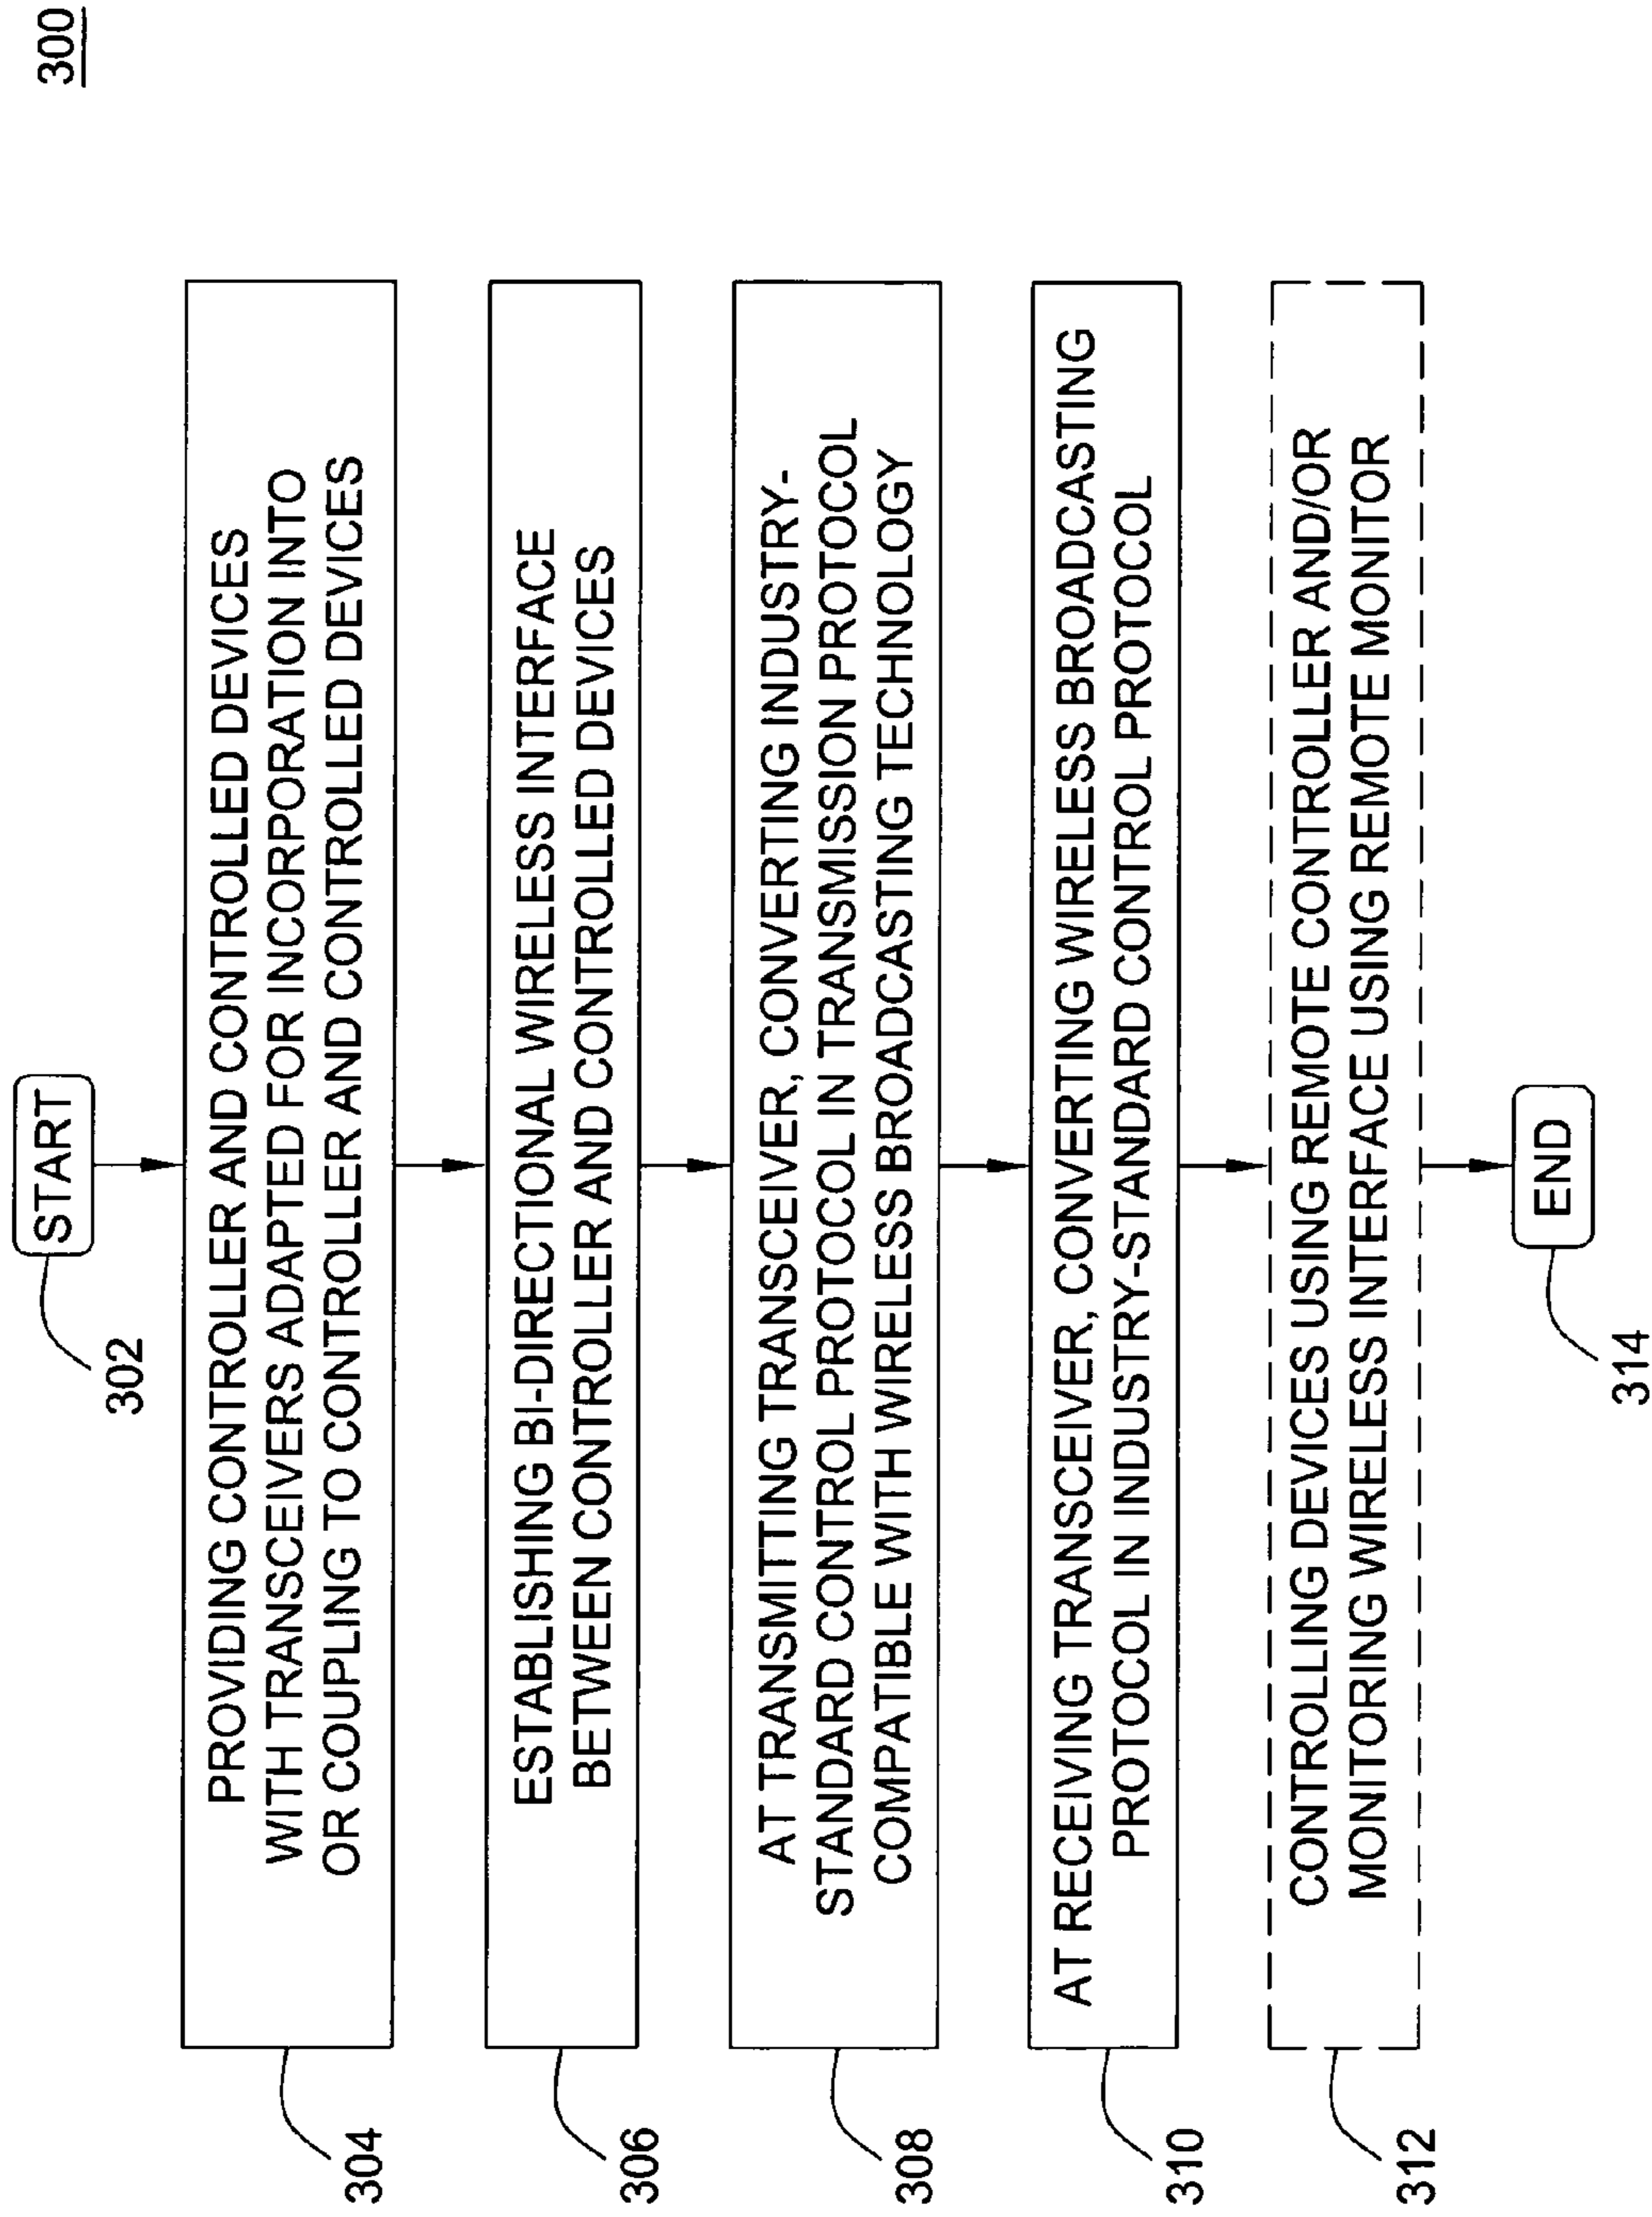 300
START
302
PROVIDING CONTROLLER AND CONTROLLED DEVICES
WITH TRANSCEIVERS ADAPTED FOR INCORPORATION INTO
OR COUPLING TO CONTROLLER AND CONTROLLED DEVICES
304
ESTABLISHING BI-DIRECTIONAL WIRELESS INTERFACE
BETWEEN CONTROLLER AND CONTROLLED DEVICES
306
AT TRANSMITTING TRANSCEIVER, CONVERTING INDUSTRY-
STANDARD CONTROL PROTOCOL IN TRANSMISSION PROTOCOL
COMPATIBLE WITH WIRELESS BROADCASTING TECHNOLOGY
308
AT RECEIVING TRANSCEIVER, CONVERTING WIRELESS BROADCASTING
PROTOCOL IN INDUSTRY-STANDARD CONTROL PROTOCOL
310
CONTROLLING DEVICES USING REMOTE CONTROLLER AND/OR
MONITORING WIRELESS INTERFACE USING REMOTE MONITOR
312
END
314